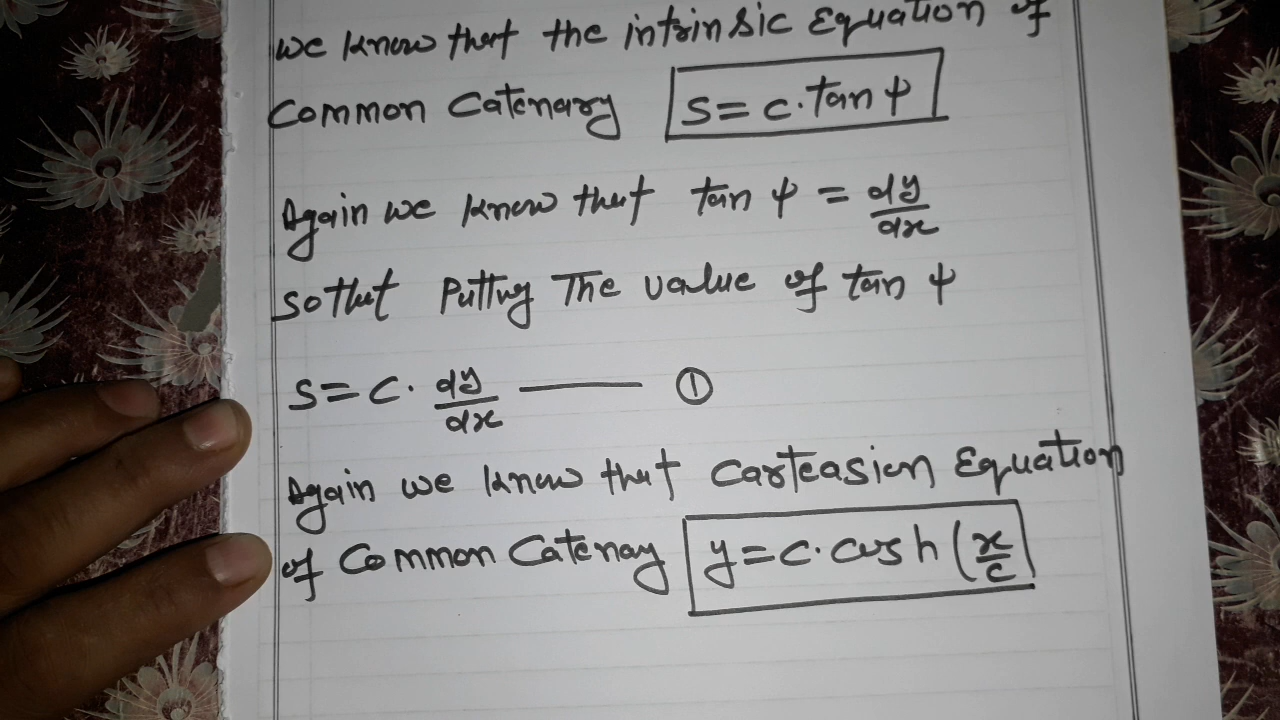 we know that the intrinsic Equation of
Common Catenary S = c. tan ψ
Again we know that tan ψ = dy/dx
so that Putting The value of tan ψ
S = c. dy/dx —— ①
Again we know that Carteasian Equation
of Common Catenay y = c. cosh (x/c